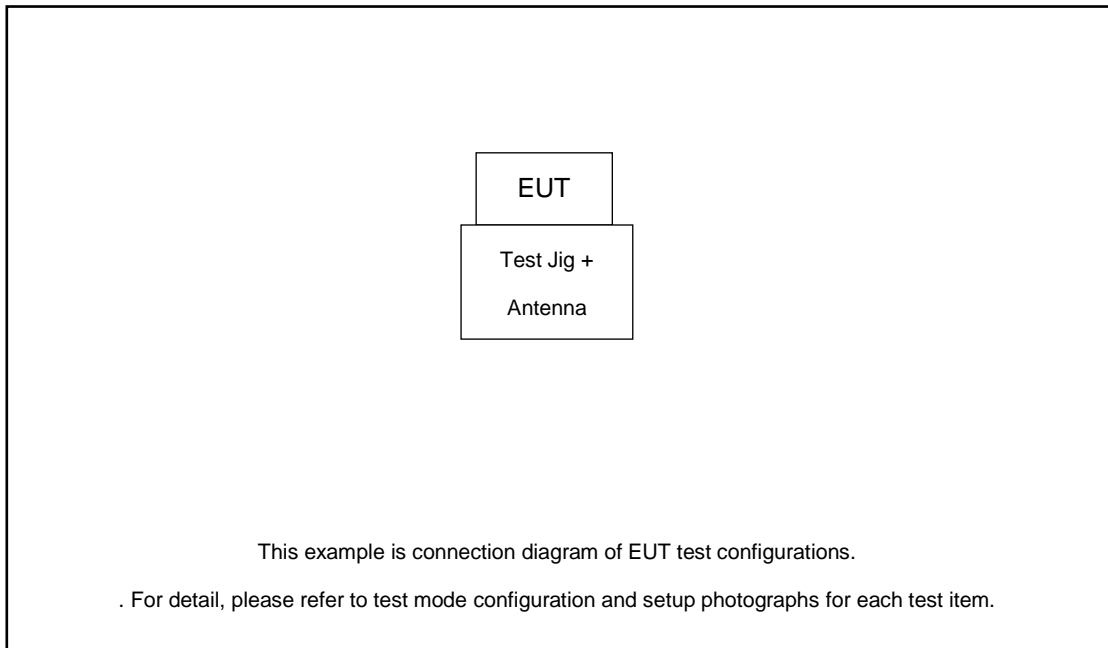 EUT
Test Jig +
Antenna
This example is connection diagram of EUT test configurations.
. For detail, please refer to test mode configuration and setup photographs for each test item.